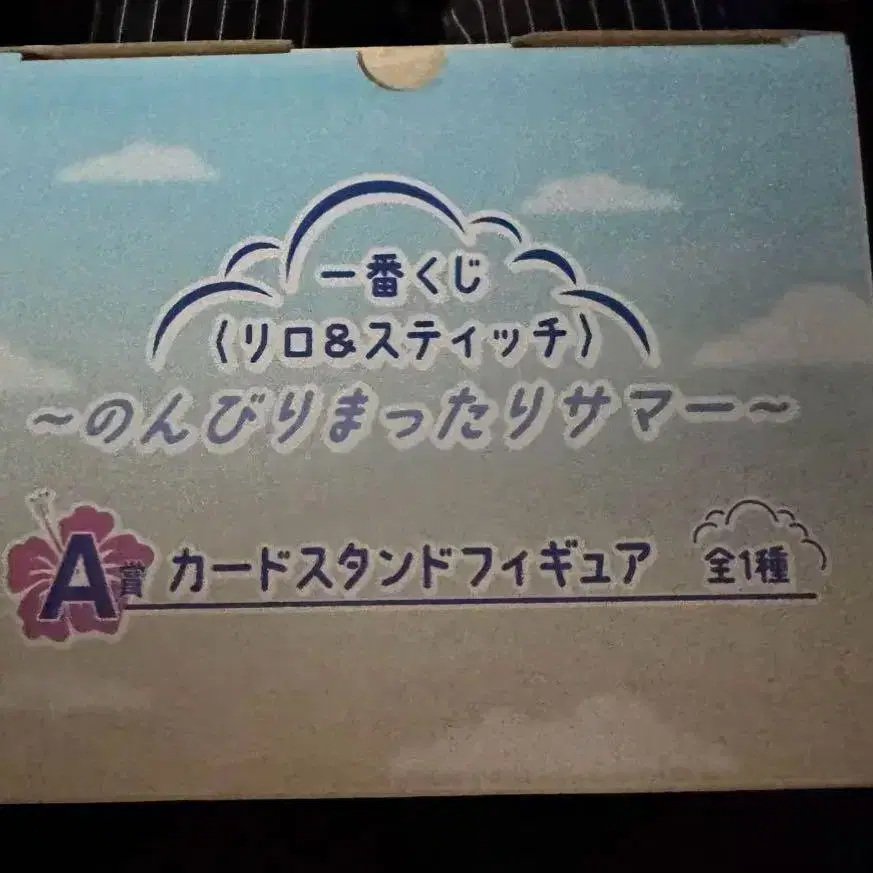 一番くじ
〈リロ&スティッチ〉
～のんびりまったりサマー～
A賞 カードスタンドフィギュア 全1種